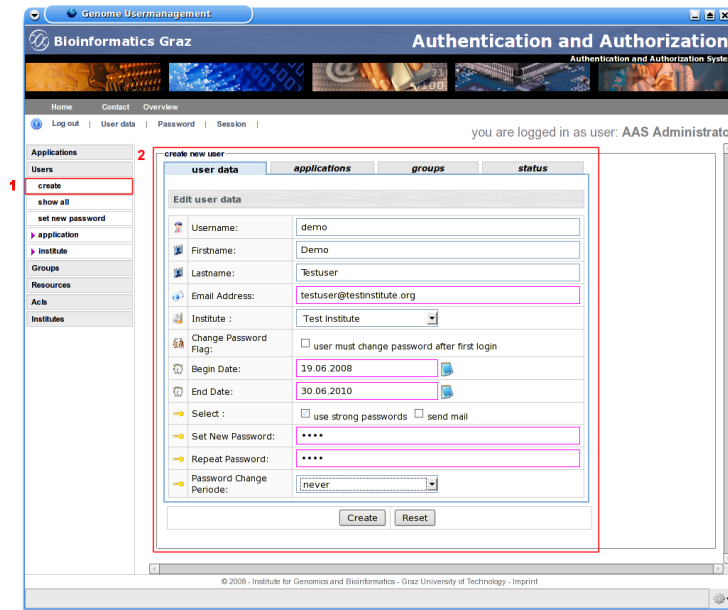 Genome Usermanagement
Bioinformatics Graz
Authentication and Authorization
Authentication and Authorization Syste
Home Contact Overview
Log out | User data | Password | Session |
you are logged in as user: AAS Administrato
Applications
Users
1
create
show all
set new password
application
institute
Groups
Resources
Acls
Institutes
2
create new user
user data applications groups status
Edit user data
Username: demo
Firstname: Demo
Lastname: Testuser
Email Address: testuser@testinstitute.org
Institute : Test Institute
Change Password Flag: user must change password after first login
Begin Date: 19.06.2008
End Date: 30.06.2010
Select : use strong passwords send mail
Set New Password: ••••
Repeat Password: ••••
Password Change Periode: never
Create Reset
© 2008 - Institute for Genomics and Bioinformatics - Graz University of Technology - Imprint